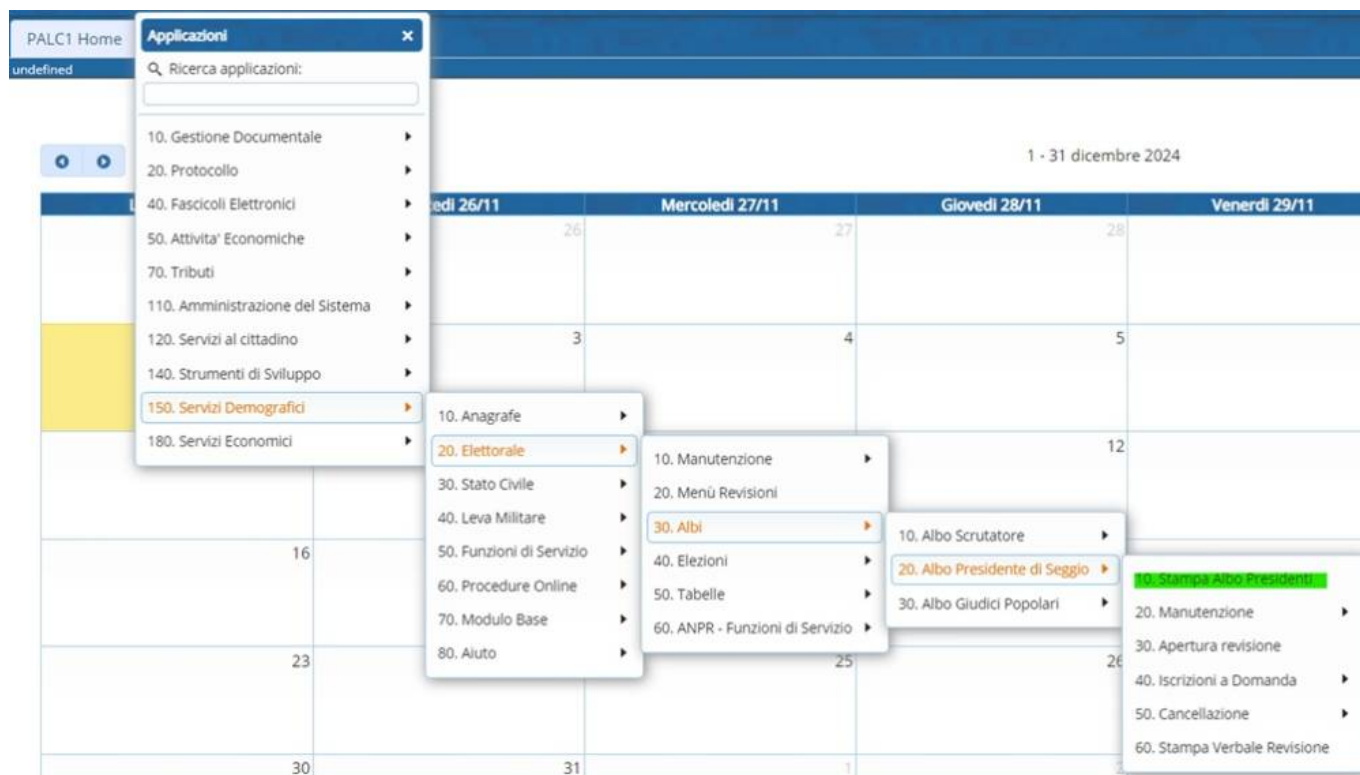 PALC1 Home
Applicazioni
undefined
Ricerca applicazioni:
10. Gestione Documentale
20. Protocollo
40. Fascicoli Elettronici
50. Attivita' Economiche
70. Tributi
110. Amministrazione del Sistema
120. Servizi al cittadino
140. Strumenti di Sviluppo
150. Servizi Demografici
180. Servizi Economici
10. Anagrafe
20. Elettorale
30. Stato Civile
40. Leva Militare
50. Funzioni di Servizio
60. Procedure Online
70. Modulo Base
80. Aiuto
10. Manutenzione
20. Menù Revisioni
30. Albi
40. Elezioni
50. Tabelle
60. ANPR - Funzioni di Servizio
10. Albo Scrutatore
20. Albo Presidente di Seggio
30. Albo Giudici Popolari
10. Stampa Albo Presidenti
20. Manutenzione
30. Apertura revisione
40. Iscrizioni a Domanda
50. Cancellazione
60. Stampa Verbale Revisione
1 - 31 dicembre 2024
edì 26/11 Mercoledì 27/11 Giovedì 28/11 Venerdì 29/11
26 27 28
3 4 5
12
16
23 25 26
30 31 1